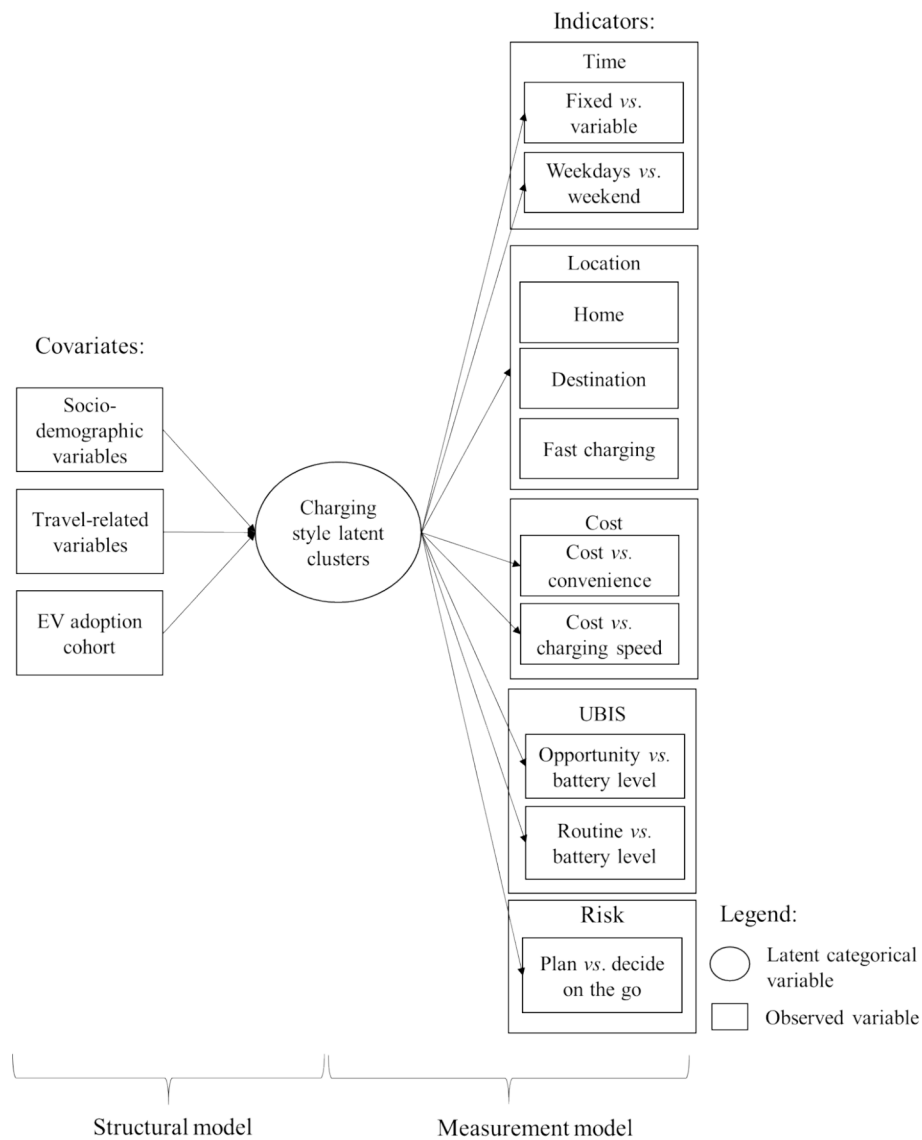 Indicators:
Time
Fixed vs.
variable
Weekdays vs.
weekend
Location
Home
Destination
Fast charging
Covariates:
Socio-
demographic
variables
Travel-related
variables
EV adoption
cohort
Charging
style latent
clusters
Cost
Cost vs.
convenience
Cost vs.
charging speed
UBIS
Opportunity vs.
battery level
Routine vs.
battery level
Risk
Plan vs. decide
on the go
Legend:
Latent categorical
variable
Observed variable
Structural model
Measurement model